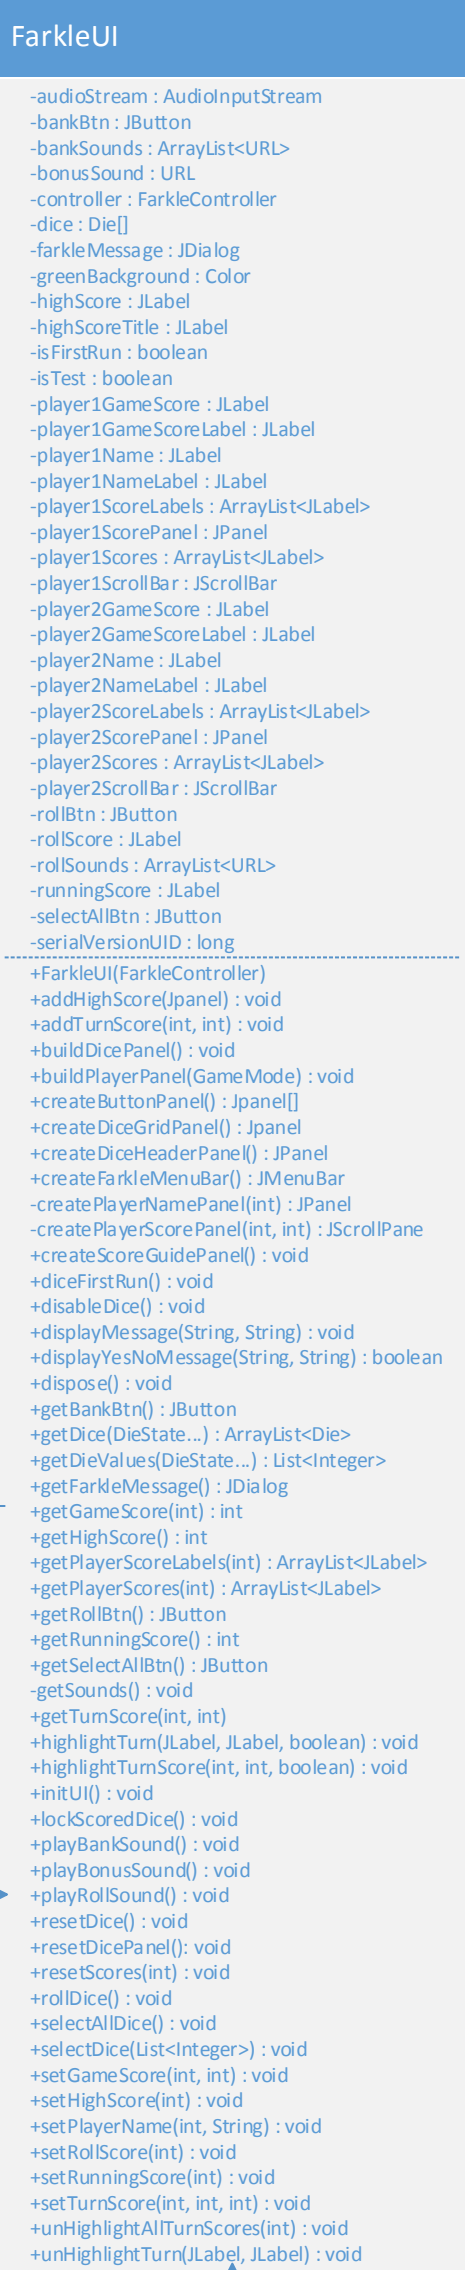 FarkleUI
-audioStream : AudioInputStream
-bankBtn : JButton
-bankSounds : ArrayList<URL>
-bonusSound : URL
-controller : FarkleController
-dice : Die[]
-farkleMessage : JDialog
-greenBackground : Color
-highScore : JLabel
-highScoreTitle : JLabel
-isFirstRun : boolean
-isTest : boolean
-player1GameScore : JLabel
-player1GameScoreLabel : JLabel
-player1Name : JLabel
-player1NameLabel : JLabel
-player1ScoreLabels : ArrayList<JLabel>
-player1ScorePanel : JPanel
-player1Scores : ArrayList<JLabel>
-player1ScrollBar : JScrollBar
-player2GameScore : JLabel
-player2GameScoreLabel : JLabel
-player2Name : JLabel
-player2NameLabel : JLabel
-player2ScoreLabels : ArrayList<JLabel>
-player2ScorePanel : JPanel
-player2Scores : ArrayList<JLabel>
-player2ScrollBar : JScrollBar
-rollBtn : JButton
-rollScore : JLabel
-rollSounds : ArrayList<URL>
-runningScore : JLabel
-selectAllBtn : JButton
-serialVersionUID : long
+FarkleUI(FarkleController)
+addHighScore(Jpanel) : void
+addTurnScore(int, int) : void
+buildDicePanel() : void
+buildPlayerPanel(GameMode) : void
+createButtonPanel() : Jpanel[]
+createDiceGridPanel() : Jpanel
+createDiceHeaderPanel() : JPanel
+createFarkleMenuBar() : JMenuBar
-createPlayerNamePanel(int) : JPanel
-createPlayerScorePanel(int, int) : JScrollPane
+createScoreGuidePanel() : void
+diceFirstRun() : void
+disableDice() : void
+displayMessage(String, String) : void
+displayYesNoMessage(String, String) : boolean
+dispose() : void
+getBankBtn() : JButton
+getDice(DieState...) : ArrayList<Die>
+getDieValues(DieState...) : List<Integer>
+getFarkleMessage() : JDialog
+getGameScore(int) : int
+getHighScore() : int
+getPlayerScoreLabels(int) : ArrayList<JLabel>
+getPlayerScores(int) : ArrayList<JLabel>
+getRollBtn() : JButton
+getRunningScore() : int
+getSelectAllBtn() : JButton
-getSounds() : void
+getTurnScore(int, int)
+highlightTurn(JLabel, JLabel, boolean) : void
+highlightTurnScore(int, int, boolean) : void
+initUI() : void
+lockScoredDice() : void
+playBankSound() : void
+playBonusSound() : void
+playRollSound() : void
+resetDice() : void
+resetDicePanel(): void
+resetScores(int) : void
+rollDice() : void
+selectAllDice() : void
+selectDice(List<Integer>) : void
+setGameScore(int, int) : void
+setHighScore(int) : void
+setPlayerName(int, String) : void
+setRollScore(int) : void
+setRunningScore(int) : void
+setTurnScore(int, int, int) : void
+unHighlightAllTurnScores(int) : void
+unHighlightTurn(JLabel, JLabel) : void